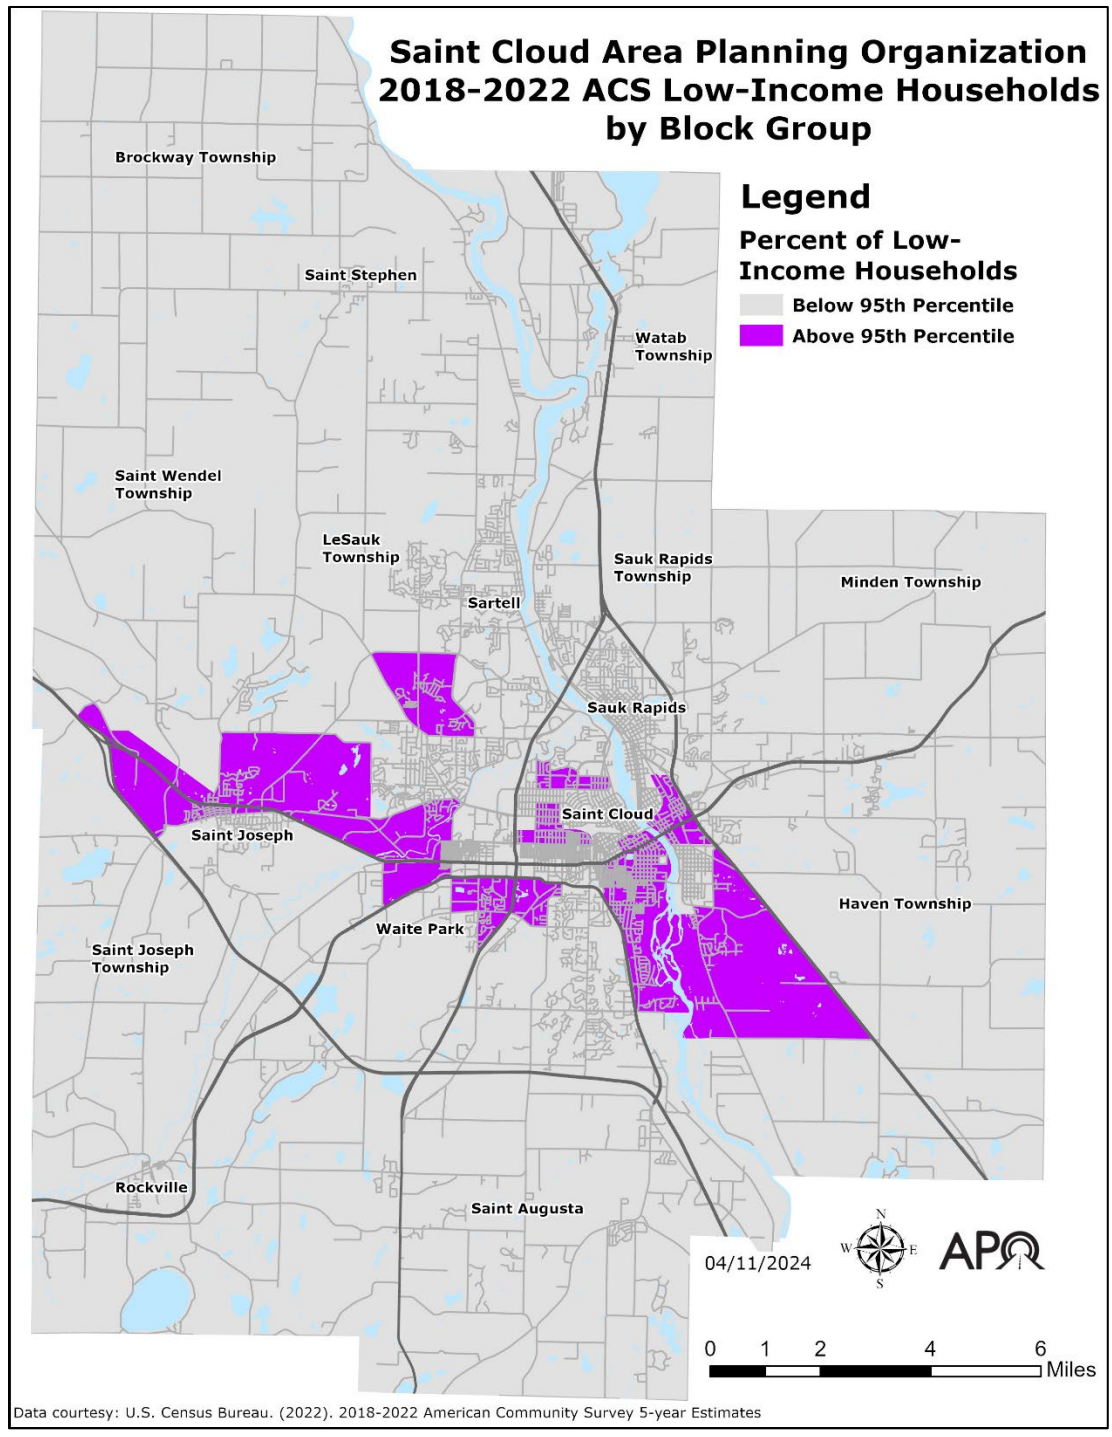 Saint Cloud Area Planning Organization
2018-2022 ACS Low-Income Households
by Block Group
Legend
Percent of Low-
Income Households
Below 95th Percentile
Above 95th Percentile
Brockway Township
Saint Stephen
Watab
Township
Saint Wendel
Township
LeSauk
Township
Sauk Rapids
Township
Minden Township
Sartell
Sauk Rapids
Saint Cloud
Saint Joseph
Haven Township
Waite Park
Saint Joseph
Township
Rockville
Saint Augusta
N
W
E
S
04/11/2024
APO
0 1 2 4 6
Miles
Data courtesy: U.S. Census Bureau. (2022). 2018-2022 American Community Survey 5-year Estimates